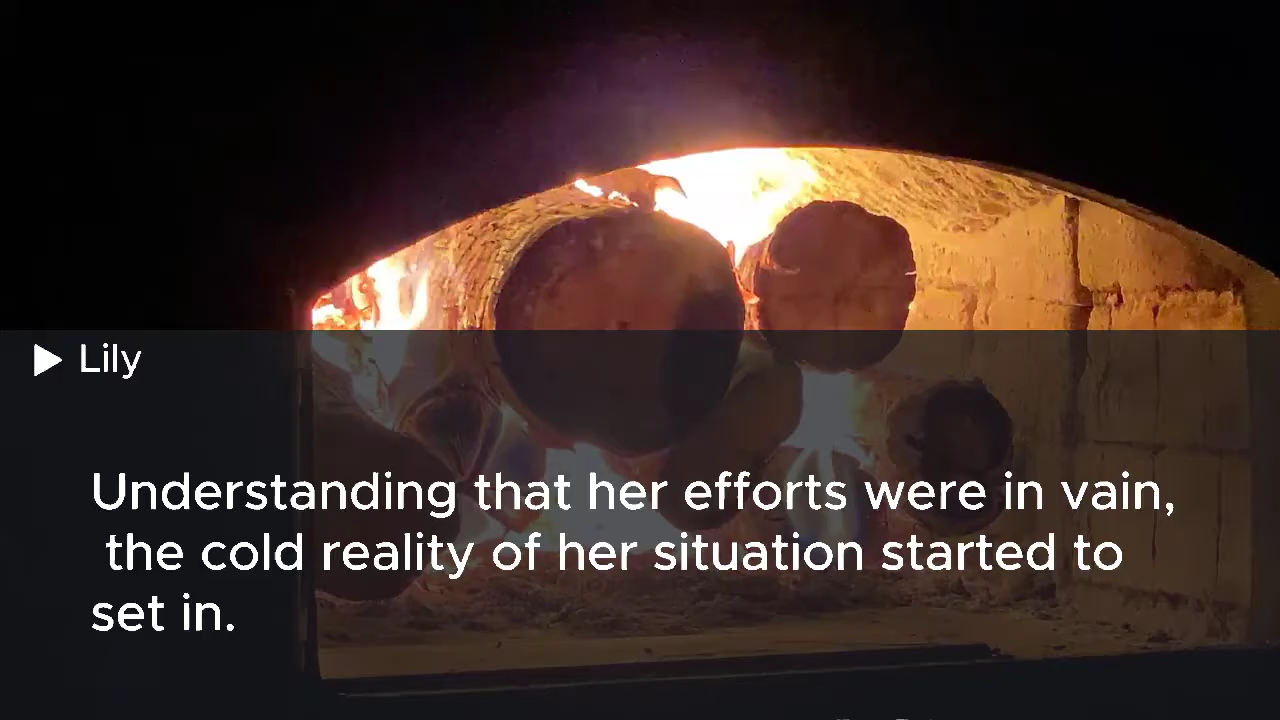 Lily
Understanding that her efforts were in vain,
the cold reality of her situation started to
set in.